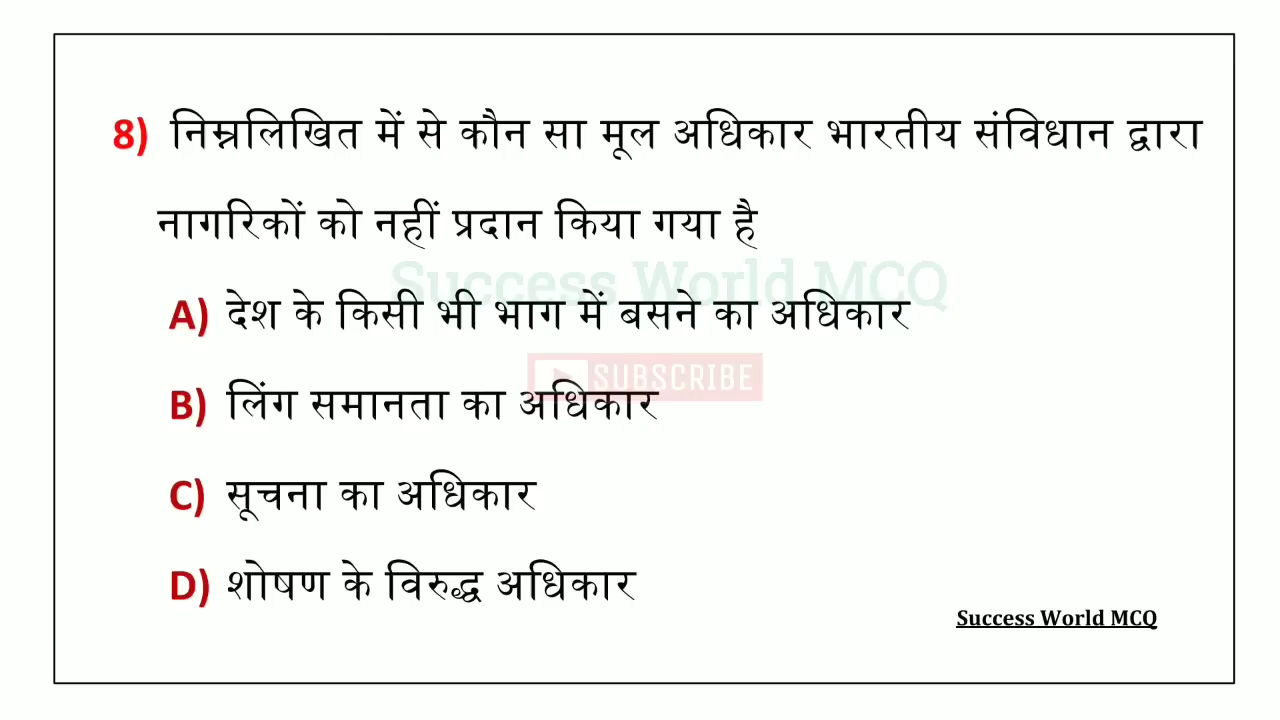 8) निम्नलिखित में से कौन सा मूल अधिकार भारतीय संविधान द्वारा
नागरिकों को नहीं प्रदान किया गया है
Success World MCQ
A) देश के किसी भी भाग में बसने का अधिकार
SUBSCRIBE
B) लिंग समानता का अधिकार
C) सूचना का अधिकार
D) शोषण के विरुद्ध अधिकार
Success World MCQ